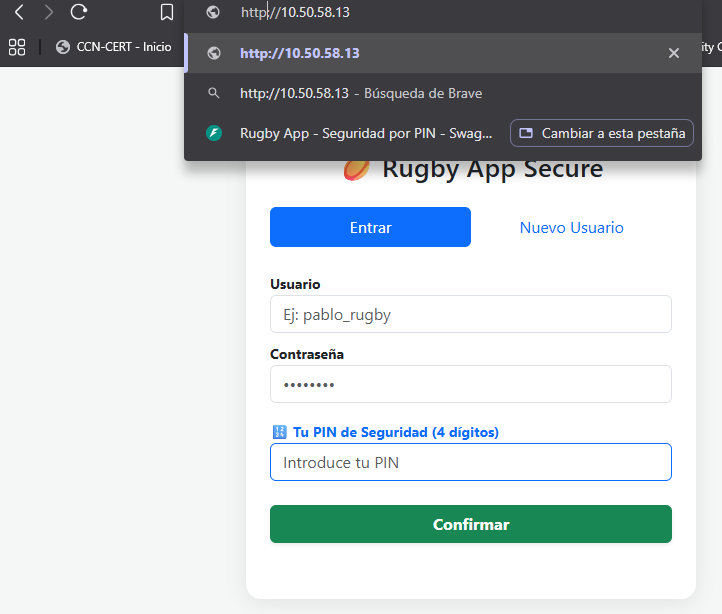 http://10.50.58.13
CCN-CERT - Inicio
http://10.50.58.13
ity C
http://10.50.58.13 - Búsqueda de Brave
Rugby App - Seguridad por PIN - Swag...
Cambiar a esta pestaña
Rugby App Secure
Entrar
Nuevo Usuario
Usuario
Ej: pablo_rugby
Contraseña
••••••••
Tu PIN de Seguridad (4 dígitos)
Introduce tu PIN
Confirmar